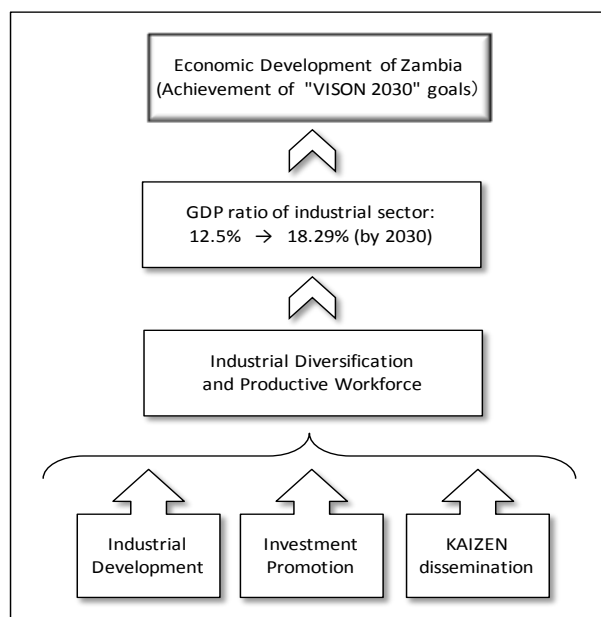 Economic Development of Zambia
(Achievement of "VISON 2030" goals）
GDP ratio of industrial sector:
12.5% → 18.29% (by 2030)
Industrial Diversification
and Productive Workforce
Industrial
Development
Investment
Promotion
KAIZEN
dissemination